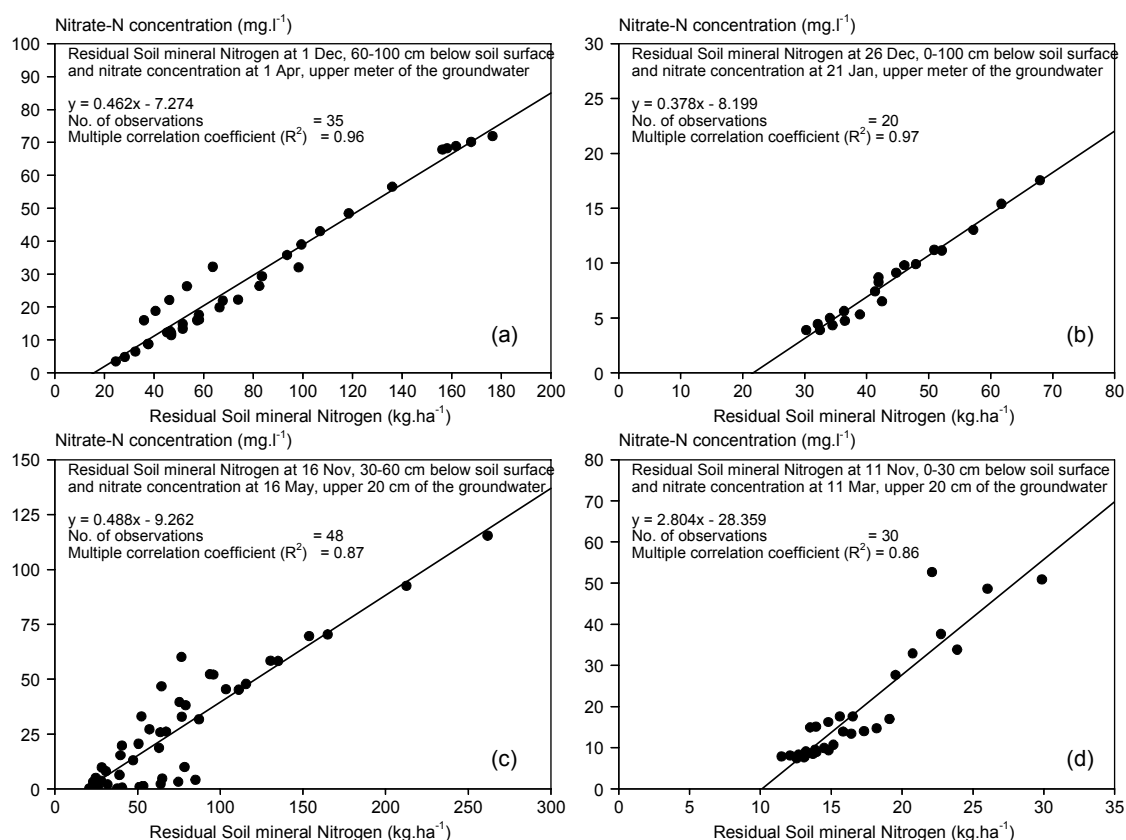 Nitrate-N concentration (mg.l-1)
100
90
80
70
60
50
40
30
20
10
0
Residual Soil mineral Nitrogen at 1 Dec, 60-100 cm below soil surface
and nitrate concentration at 1 Apr, upper meter of the groundwater
y = 0.462x - 7.274
No. of observations = 35
Multiple correlation coefficient (R2) = 0.96
(a)
0 20 40 60 80 100 120 140 160 180 200
Residual Soil mineral Nitrogen (kg.ha-1)
Nitrate-N concentration (mg.l-1)
30
25
20
15
10
5
0
Residual Soil mineral Nitrogen at 26 Dec, 0-100 cm below soil surface
and nitrate concentration at 21 Jan, upper meter of the groundwater
y = 0.378x - 8.199
No. of observations = 20
Multiple correlation coefficient (R2) = 0.97
(b)
0 10 20 30 40 50 60 70 80
Residual Soil mineral Nitrogen (kg.ha-1)
Nitrate-N concentration (mg.l-1)
150
125
100
75
50
25
0
Residual Soil mineral Nitrogen at 16 Nov, 30-60 cm below soil surface
and nitrate concentration at 16 May, upper 20 cm of the groundwater
y = 0.488x - 9.262
No. of observations = 48
Multiple correlation coefficient (R2) = 0.87
(c)
0 50 100 150 200 250 300
Residual Soil mineral Nitrogen (kg.ha-1)
Nitrate-N concentration (mg.l-1)
80
70
60
50
40
30
20
10
0
Residual Soil mineral Nitrogen at 11 Nov, 0-30 cm below soil surface
and nitrate concentration at 11 Mar, upper 20 cm of the groundwater
y = 2.804x - 28.359
No. of observations = 30
Multiple correlation coefficient (R2) = 0.86
(d)
0 5 10 15 20 25 30 35
Residual Soil mineral Nitrogen (kg.ha-1)